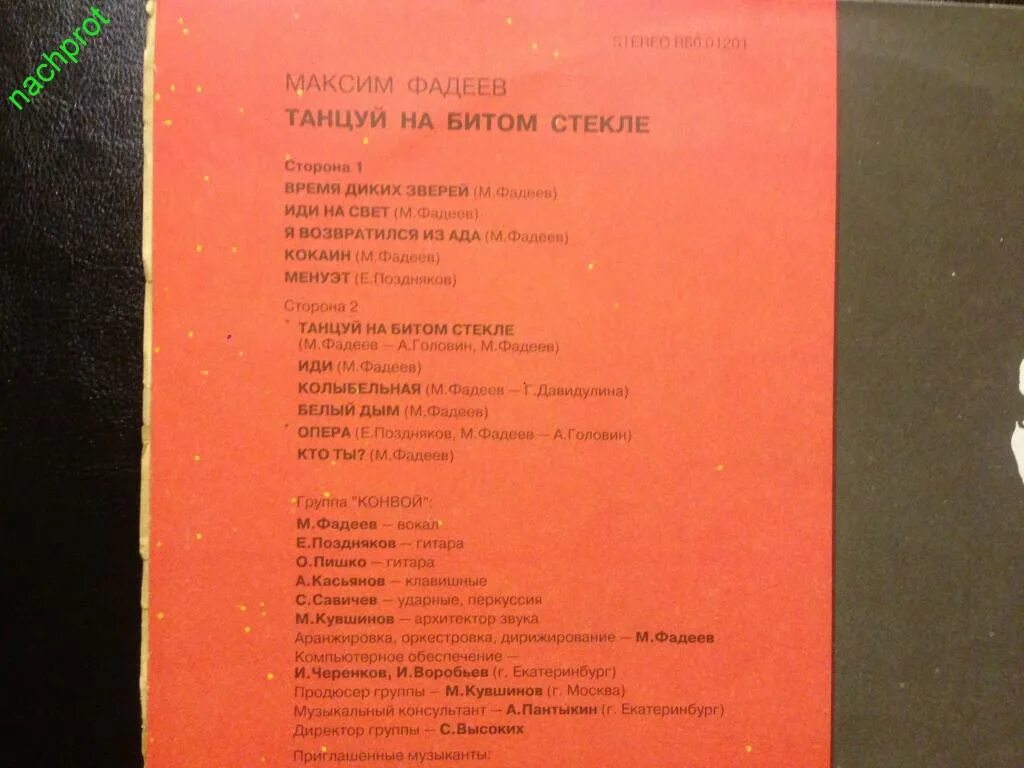 nachprot
STEREO R60 01201
МАКСИМ ФАДЕЕВ
ТАНЦУЙ НА БИТОМ СТЕКЛЕ
Сторона 1
ВРЕМЯ ДИКИХ ЗВЕРЕЙ (М.Фадеев)
ИДИ НА СВЕТ (М.Фадеев)
Я ВОЗВРАТИЛСЯ ИЗ АДА (М.Фадеев)
КОКАИН (М.Фадеев)
МЕНУЭТ (Е.Поздняков)
Сторона 2
ТАНЦУЙ НА БИТОМ СТЕКЛЕ
(М.Фадеев – А.Головин, М.Фадеев)
ИДИ (М.Фадеев)
КОЛЫБЕЛЬНАЯ (М.Фадеев – Г.Давидулина)
БЕЛЫЙ ДЫМ (М.Фадеев)
ОПЕРА (Е.Поздняков, М.Фадеев – А.Головин)
КТО ТЫ? (М.Фадеев)
Группа "КОНВОЙ":
М.Фадеев – вокал
Е.Поздняков – гитара
О.Пишко – гитара
А.Касьянов – клавишные
С.Савичев – ударные, перкуссия
М.Кувшинов – архитектор звука
Аранжировка, оркестровка, дирижирование – М.Фадеев
Компьютерное обеспечение –
И.Черенков, И.Воробьев (г. Екатеринбург)
Продюсер группы – М.Кувшинов (г. Москва)
Музыкальный консультант – А.Пантыкин (г. Екатеринбург)
Директор группы – С.Высоких
Приглашенные музыканты: